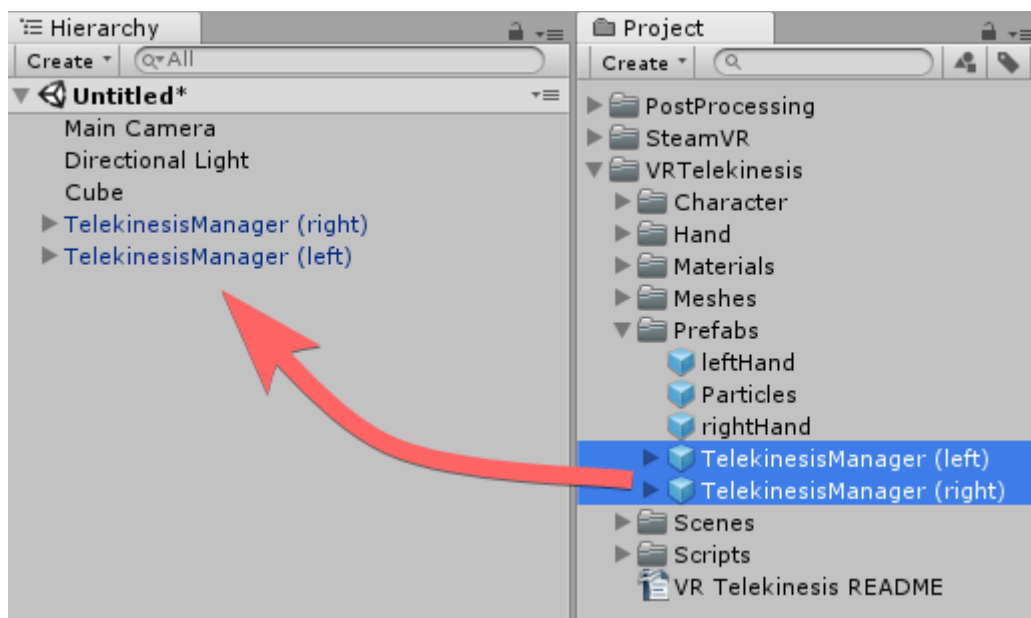 Hierarchy
Create
All
Untitled*
Main Camera
Directional Light
Cube
TelekinesisManager (right)
TelekinesisManager (left)
Project
Create
PostProcessing
SteamVR
VRTelekinesis
Character
Hand
Materials
Meshes
Prefabs
leftHand
Particles
rightHand
TelekinesisManager (left)
TelekinesisManager (right)
Scenes
Scripts
VR Telekinesis README